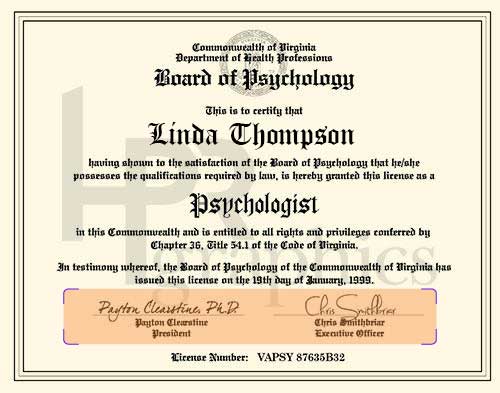 Commonwealth of Virginia
Department of Health Professions
Board of Psychology
This is to certify that
Linda Thompson
having shown to the satisfaction of the Board of Psychology that he/she
possesses the qualifications required by law, is hereby granted this license as a
Psychologist
in this Commonwealth and is entitled to all rights and privileges conferred by
Chapter 36, Title 54.1 of the Code of Virginia.
In testimony whereof, the Board of Psychology of the Commonwealth of Virginia has
issued this license on the 19th day of January, 1999.
Payton Clearstine, Ph.D. Chris Smithbriar
Payton Clearstine Chris Smithbriar
President Executive Officer
License Number: VAPSY 87635B32
HPR
graphics